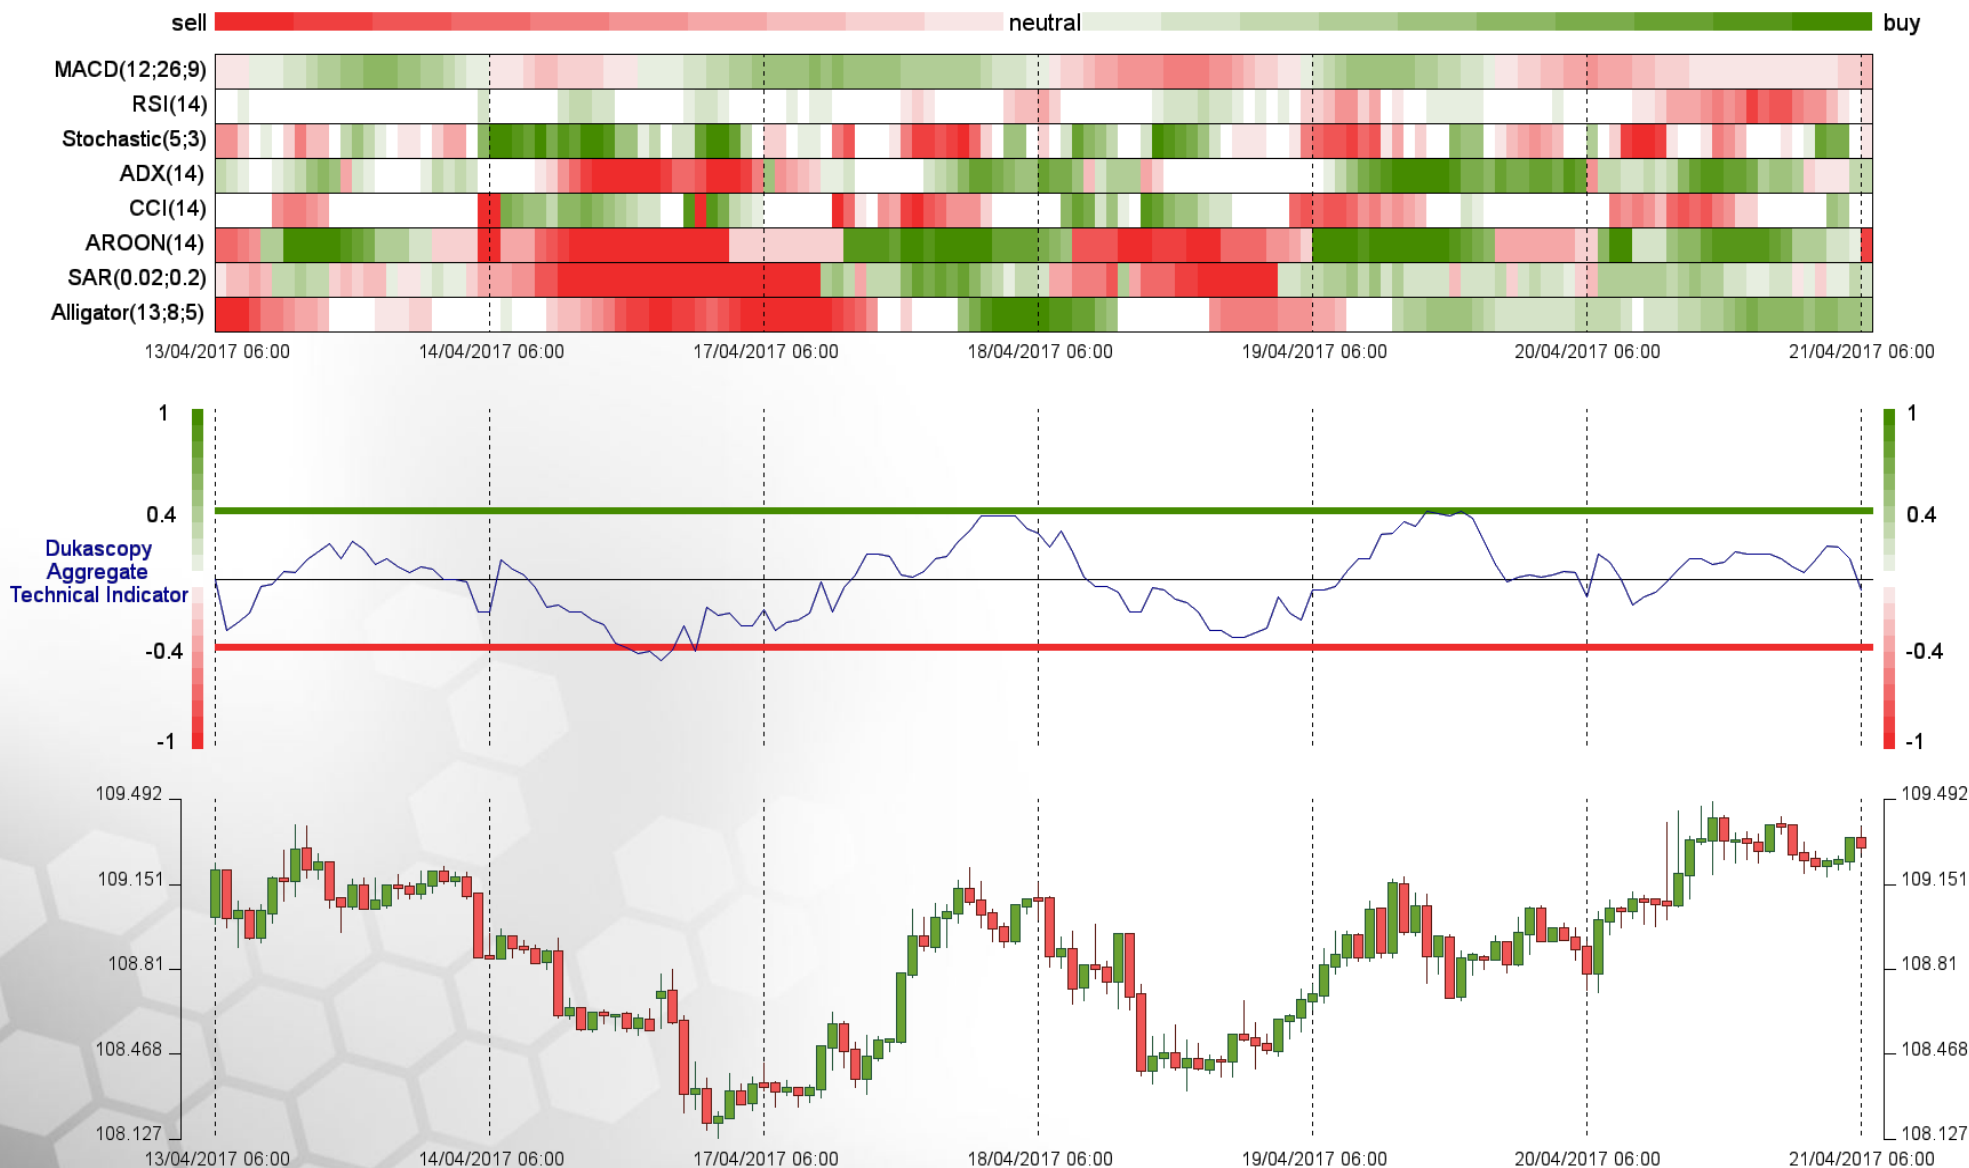 sell neutral buy
MACD(12;26;9)
RSI(14)
Stochastic(5;3)
ADX(14)
CCI(14)
AROON(14)
SAR(0.02;0.2)
Alligator(13;8;5)
13/04/2017 06:00 14/04/2017 06:00 17/04/2017 06:00 18/04/2017 06:00 19/04/2017 06:00 20/04/2017 06:00 21/04/2017 06:00
1 1
0.4 0.4
Dukascopy
Aggregate
Technical Indicator
-0.4 -0.4
-1 -1
109.492 109.492
109.151 109.151
108.81 108.81
108.468 108.468
108.127 108.127
13/04/2017 06:00 14/04/2017 06:00 17/04/2017 06:00 18/04/2017 06:00 19/04/2017 06:00 20/04/2017 06:00 21/04/2017 06:00